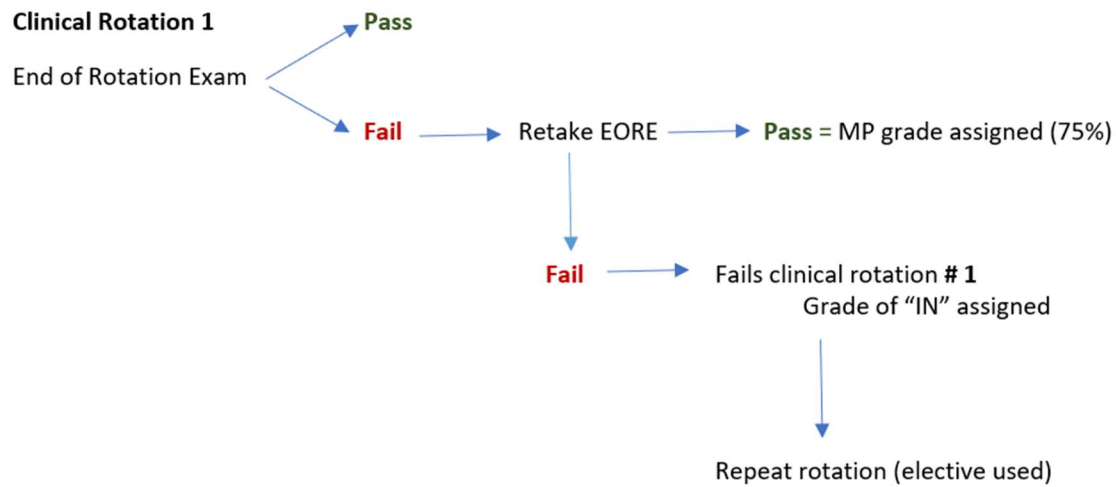 Clinical Rotation 1
Pass
End of Rotation Exam
Fail
Retake EORE
Pass = MP grade assigned (75%)
Fail
Fails clinical rotation # 1
Grade of “IN” assigned
Repeat rotation (elective used)